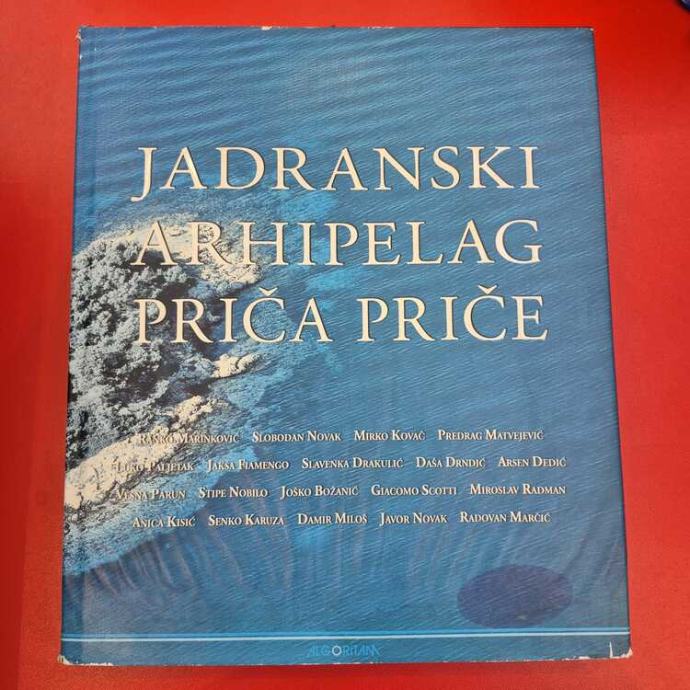 JADRANSKI
ARHIPELAG
PRIČA PRIČE
RANKO MARINKOVIĆ SLOBODAN NOVAK MIRKO KOVAČ PREDRAG MATVEJEVIĆ
LUKO PALJETAK JAKŠA FIAMENGO SLAVENKA DRAKULIĆ DAŠA DRNDIĆ ARSEN DEDIĆ
VESNA PARUN STIPE NOBILO JOŠKO BOŽANIĆ GIACOMO SCOTTI MIROSLAV RADMAN
ANICA KISIĆ SENKO KARUZA DAMIR MILOŠ JAVOR NOVAK RADOVAN MARČIĆ
ALGORITAM